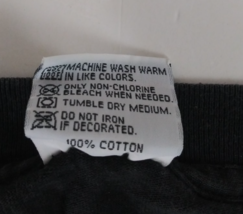 MACHINE WASH WARM
IN LIKE COLORS.
ONLY NON-CHLORINE
BLEACH WHEN NEEDED.
TUMBLE DRY MEDIUM.
DO NOT IRON
IF DECORATED.
100% COTTON